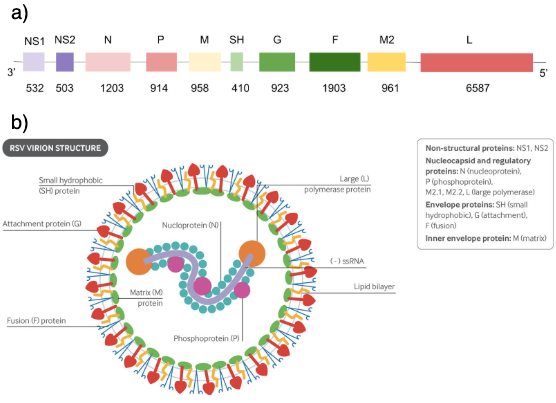 a)
NS1 NS2 N P M SH G F M2 L
3' 5'
532 503 1203 914 958 410 923 1903 961 6587
b)
RSV VIRION STRUCTURE
Small hydrophobic
(SH) protein
Large (L)
polymerase protein
Attachment protein (G)
Nucloprotein (N)
(-) ssRNA
Matrix (M)
protein
Lipid bilayer
Fusion (F) protein
Phosphoprotein (P)
Non-structural proteins: NS1, NS2
Nucleocapsid and regulatory
proteins: N (nucleoprotein),
P (phosphoprotein),
M2.1, M2.2, L (large polymerase)
Envelope proteins: SH (small
hydrophobic), G (attachment),
F (fusion)
Inner envelope protein: M (matrix)